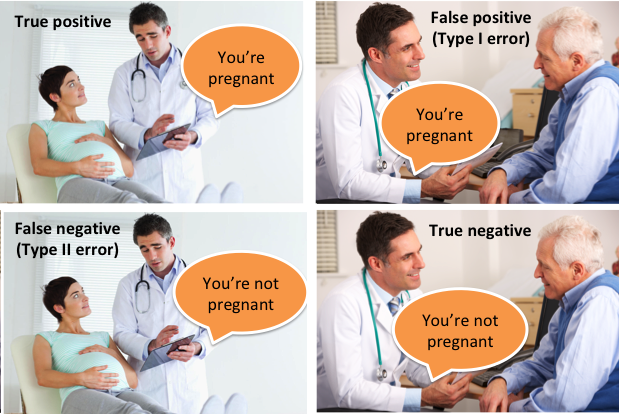 True positive
You're
pregnant
False positive
(Type I error)
You're
pregnant
False negative
(Type II error)
You're not
pregnant
True negative
You're not
pregnant